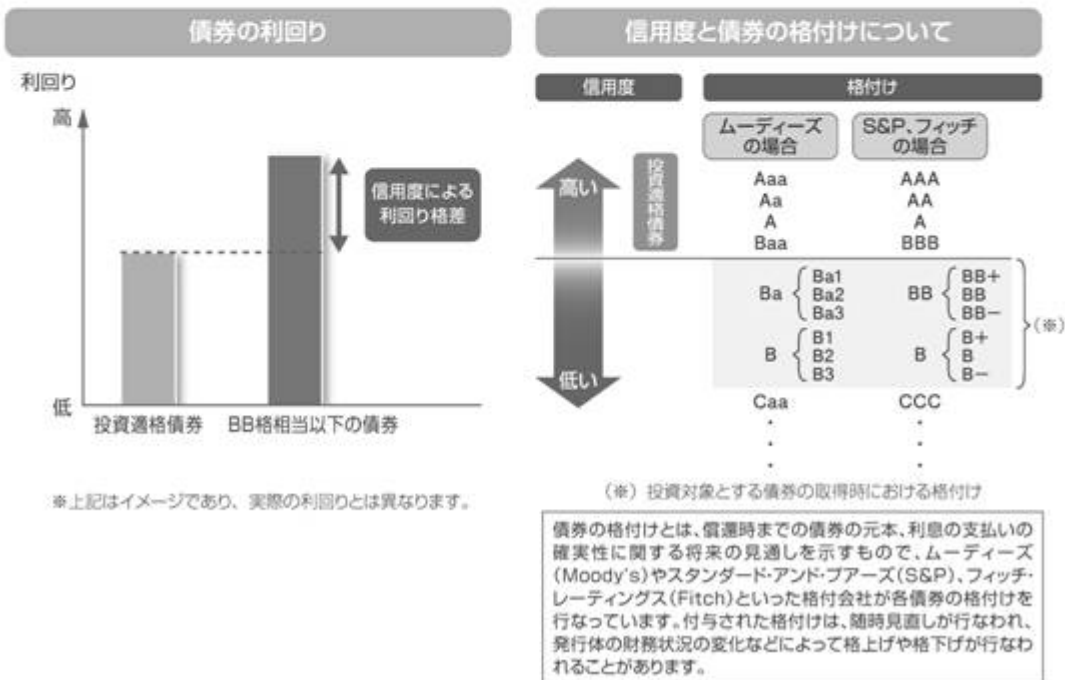 債券の利回り
利回り
高
信用度による
利回り格差
低
投資適格債券 BB格相当以下の債券
※上記はイメージであり、実際の利回りとは異なります。
信用度と債券の格付けについて
信用度 格付け
ムーディーズ
の場合
S&P、フィッチ
の場合
高い
投資適格債券
Aaa AAA
Aa AA
A A
Baa BBB
Ba1 BB+
Ba Ba2 BB BB
Ba3 BB−
(※)
B1 B+
B B2 B B
B3 B−
低い
Caa CCC
・ ・
・ ・
・ ・
(※) 投資対象とする債券の取得時における格付け
債券の格付けとは、償還時までの債券の元本、利息の支払いの
確実性に関する将来の見通しを示すもので、ムーディーズ
(Moody's)やスタンダード・アンド・プアーズ(S&P)、フィッチ・
レーティングス(Fitch)といった格付会社が各債券の格付けを
行なっています。付与された格付けは、随時見直しが行なわれ、
発行体の財務状況の変化などによって格上げや格下げが行なわ
れることがあります。